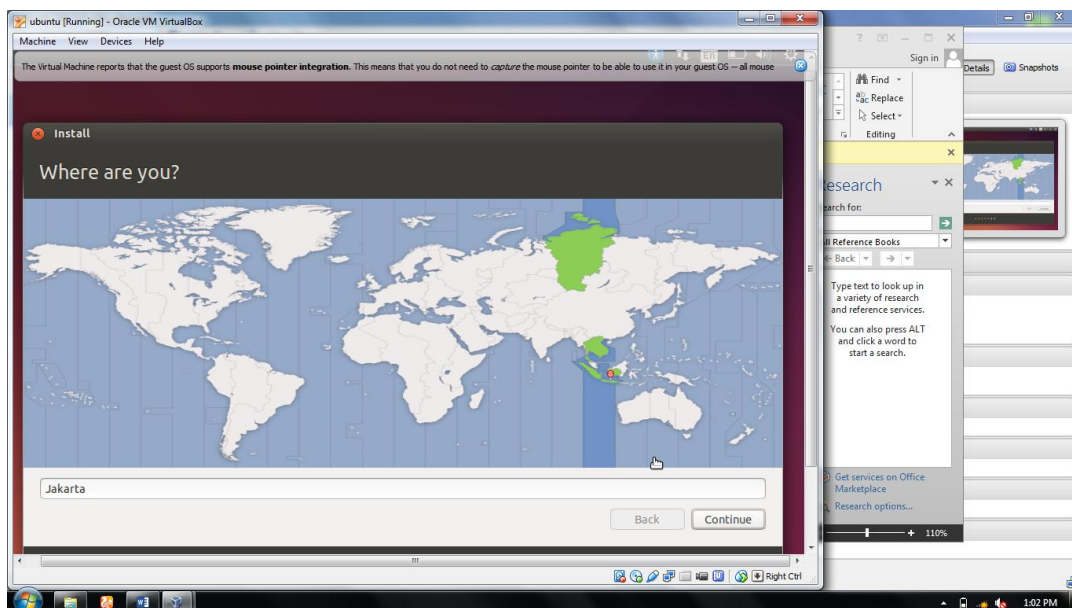 ubuntu [Running] - Oracle VM VirtualBox
Machine View Devices Help
The Virtual Machine reports that the guest OS supports mouse pointer integration. This means that you do not need to capture the mouse pointer to be able to use it in your guest OS -- all mouse
Install
Where are you?
Jakarta
Back Continue
Right Ctrl
Sign in
Find
Replace
Select
Editing
esearch
earch for:
ll Reference Books
Back
Type text to look up in
a variety of research
and reference services.
You can also press ALT
and click a word to
start a search.
Get services on Office
Marketplace
Research options...
110%
Details Snapshots
1:02 PM